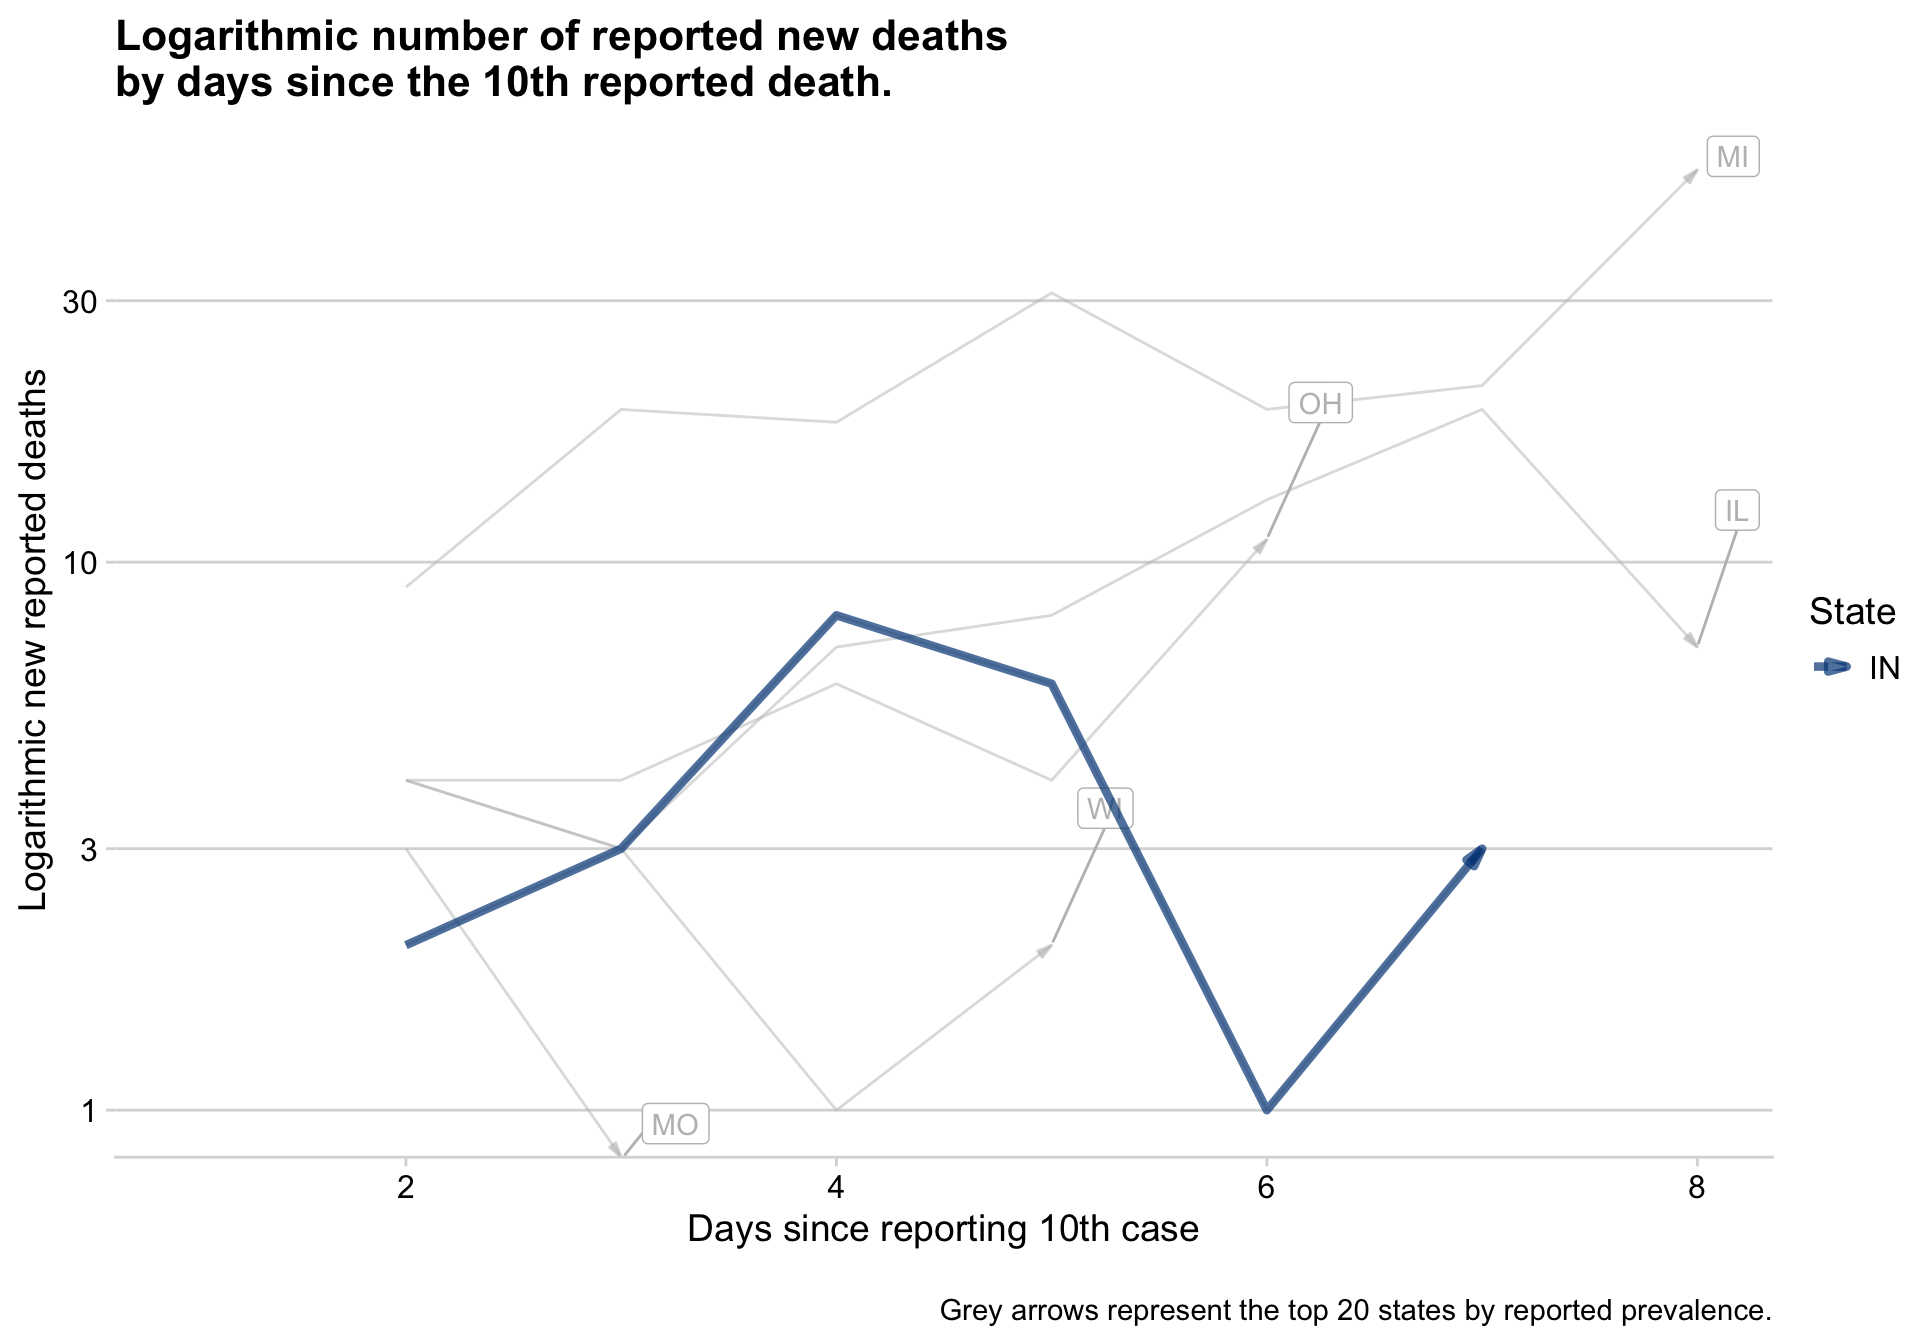 Logarithmic number of reported new deaths
by days since the 10th reported death.
MI
30
OH
IL
10
WI
3
MO
1
Logarithmic new reported deaths
State
IN
2 4 6 8
Days since reporting 10th case
Grey arrows represent the top 20 states by reported prevalence.